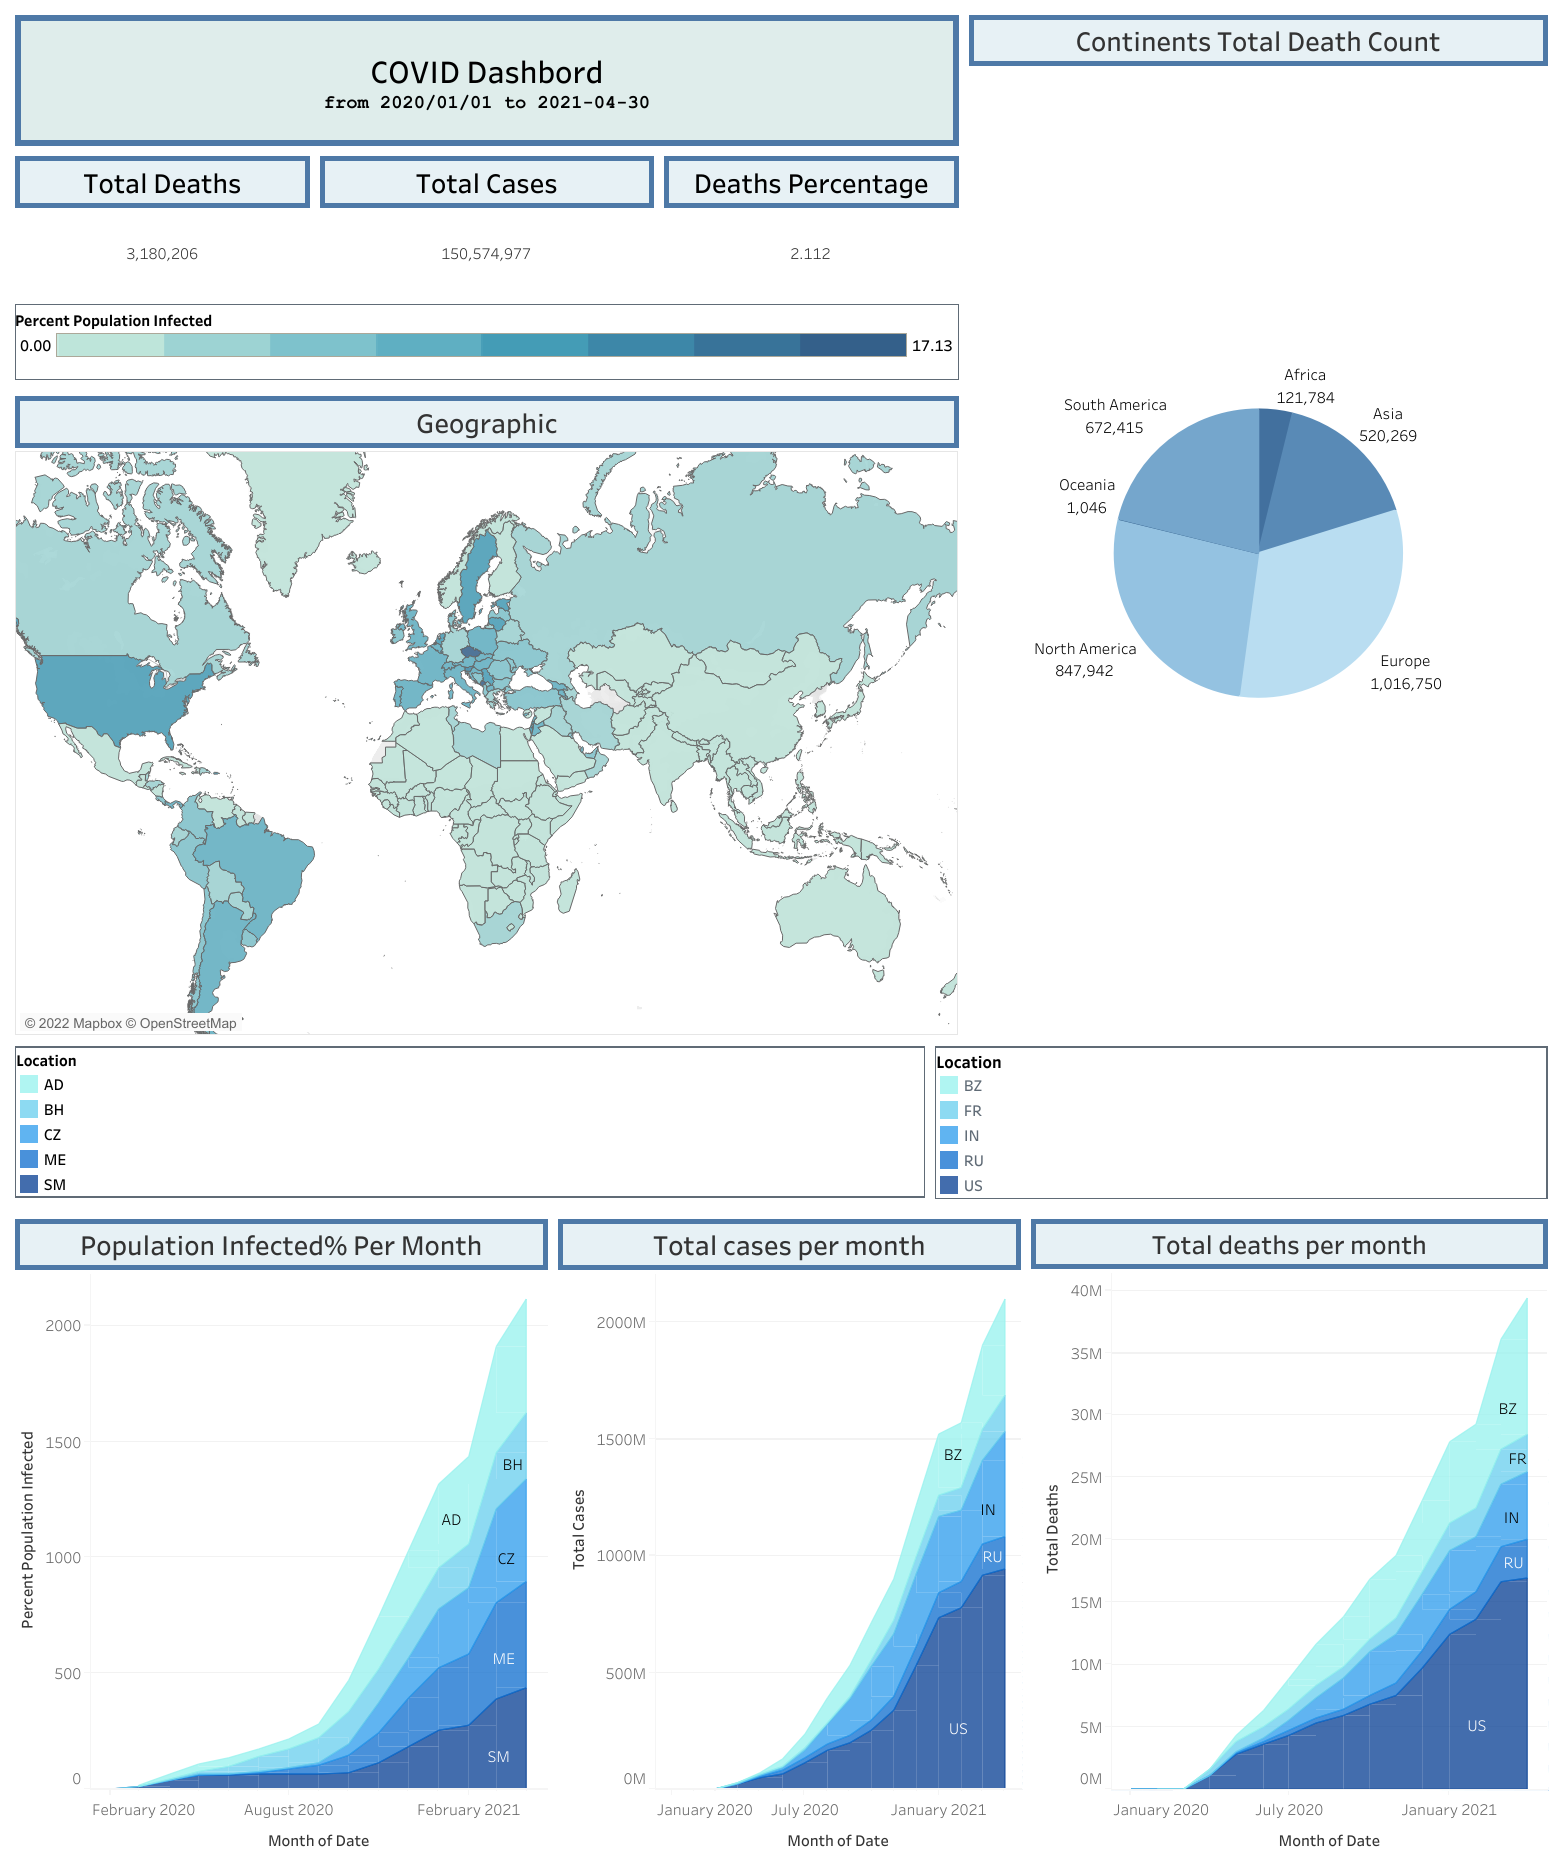 COVID Dashbord
from 2020/01/01 to 2021-04-30
Continents Total Death Count
Total Deaths
Total Cases
Deaths Percentage
3,180,206
150,574,977
2.112
Percent Population Infected
0.00
17.13
Geographic
© 2022 Mapbox © OpenStreetMap
Africa
121,784
Asia
520,269
South America
672,415
Oceania
1,046
North America
847,942
Europe
1,016,750
Location
AD
BH
CZ
ME
SM
Location
BZ
FR
IN
RU
US
Population Infected% Per Month
Percent Population Infected
2000
1500
1000
500
0
AD
BH
CZ
ME
SM
February 2020
August 2020
February 2021
Month of Date
Total cases per month
Total Cases
2000M
1500M
1000M
500M
0M
BZ
IN
RU
US
January 2020
July 2020
January 2021
Month of Date
Total deaths per month
Total Deaths
40M
35M
30M
25M
20M
15M
10M
5M
0M
BZ
FR
IN
RU
US
January 2020
July 2020
January 2021
Month of Date